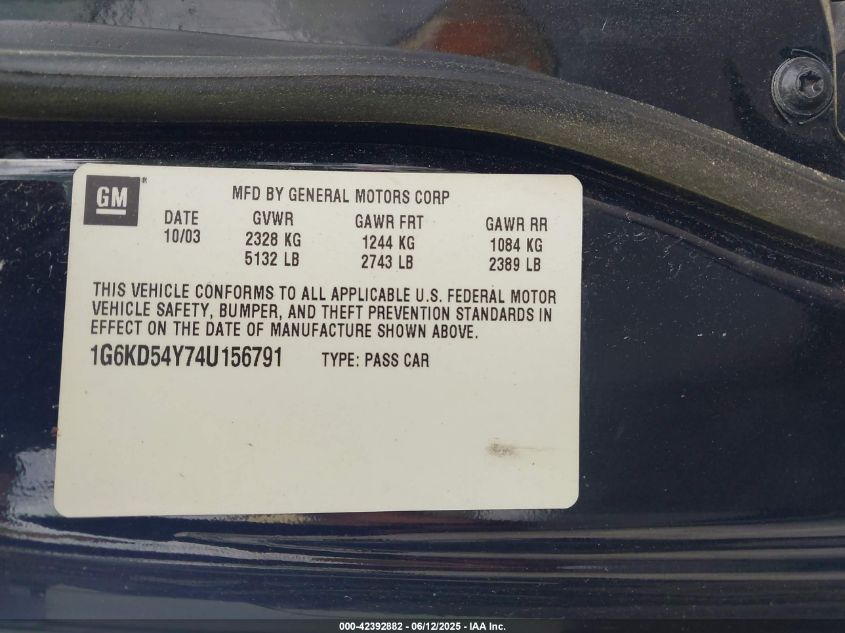 GM®
MFD BY GENERAL MOTORS CORP
DATE GVWR GAWR FRT GAWR RR
10/03 2328 KG 1244 KG 1084 KG
5132 LB 2743 LB 2389 LB
THIS VEHICLE CONFORMS TO ALL APPLICABLE U.S. FEDERAL MOTOR
VEHICLE SAFETY, BUMPER, AND THEFT PREVENTION STANDARDS IN
EFFECT ON THE DATE OF MANUFACTURE SHOWN ABOVE.
1G6KD54Y74U156791 TYPE: PASS CAR
000-42392882 - 06/12/2025 - IAA Inc.